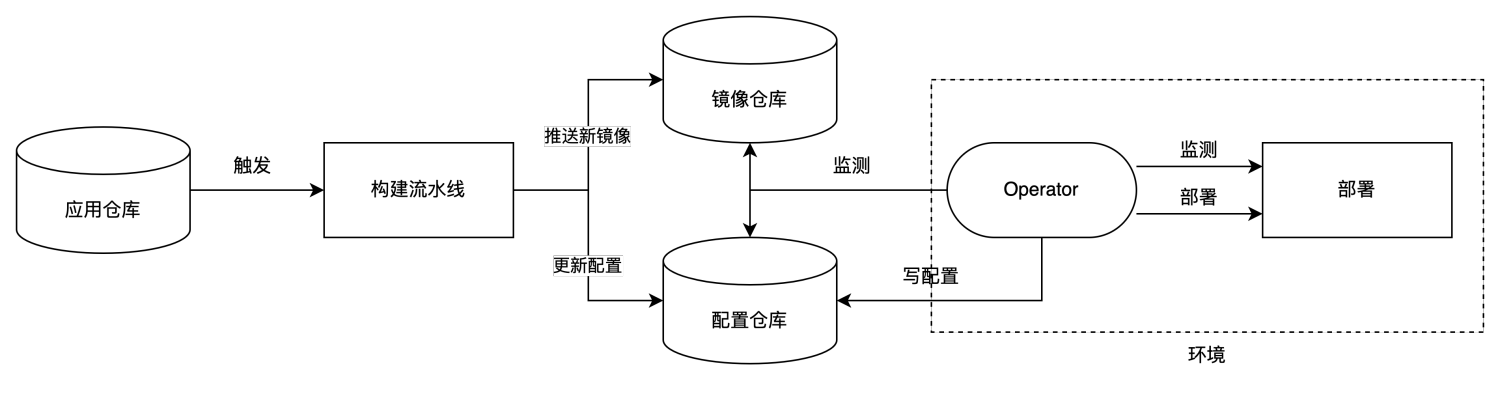 应用仓库
触发
构建流水线
推送新镜像
更新配置
镜像仓库
配置仓库
监测
写配置
Operator
监测
部署
部署
环境